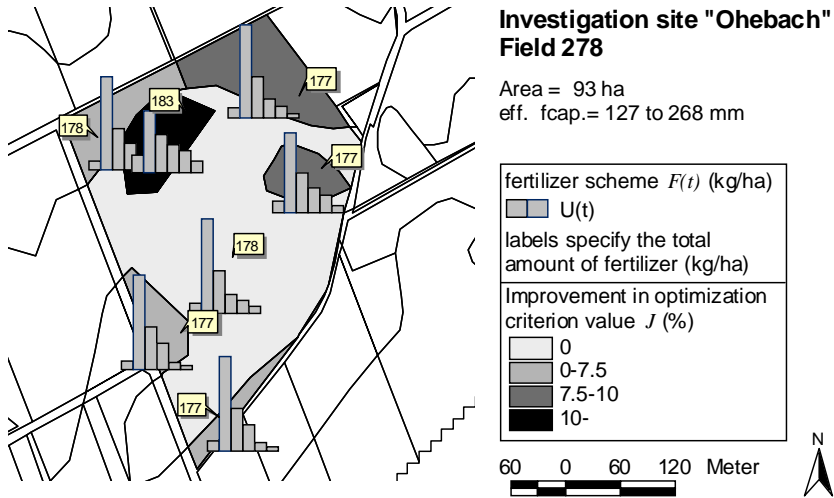 Investigation site "Ohebach"
Field 278
Area = 93 ha
eff. fcap.= 127 to 268 mm
fertilizer scheme F(t) (kg/ha)
U(t)
labels specify the total
amount of fertilizer (kg/ha)
Improvement in optimization
criterion value J (%)
0
0-7.5
7.5-10
10-
N
60 0 60 120 Meter
177
183
178
177
178
177
177